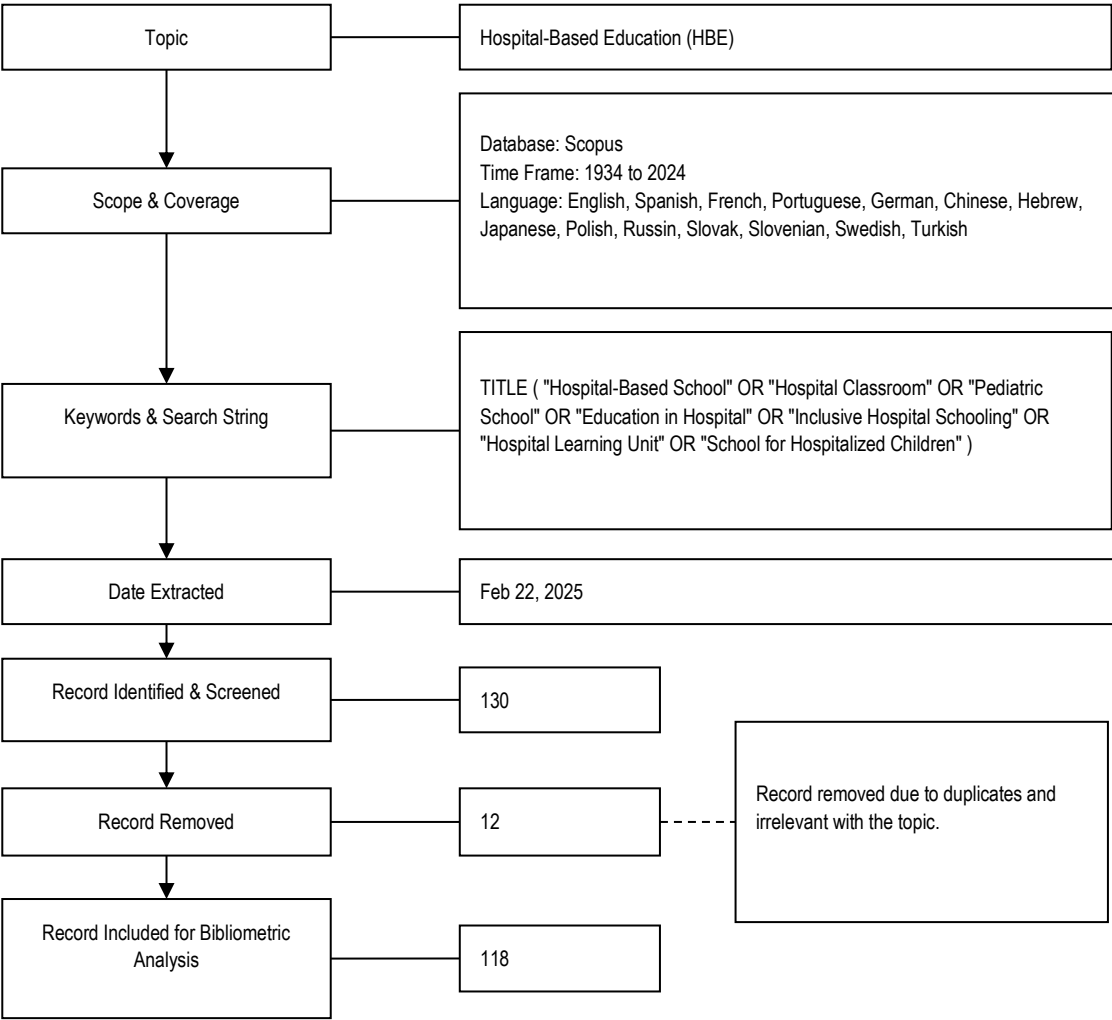 Topic
Hospital-Based Education (HBE)
Scope & Coverage
Database: Scopus
Time Frame: 1934 to 2024
Language: English, Spanish, French, Portuguese, German, Chinese, Hebrew,
Japanese, Polish, Russin, Slovak, Slovenian, Swedish, Turkish
Keywords & Search String
TITLE ( "Hospital-Based School" OR "Hospital Classroom" OR "Pediatric
School" OR "Education in Hospital" OR "Inclusive Hospital Schooling" OR
"Hospital Learning Unit" OR "School for Hospitalized Children" )
Date Extracted
Feb 22, 2025
Record Identified & Screened
130
Record Removed
12
Record removed due to duplicates and
irrelevant with the topic.
Record Included for Bibliometric
Analysis
118